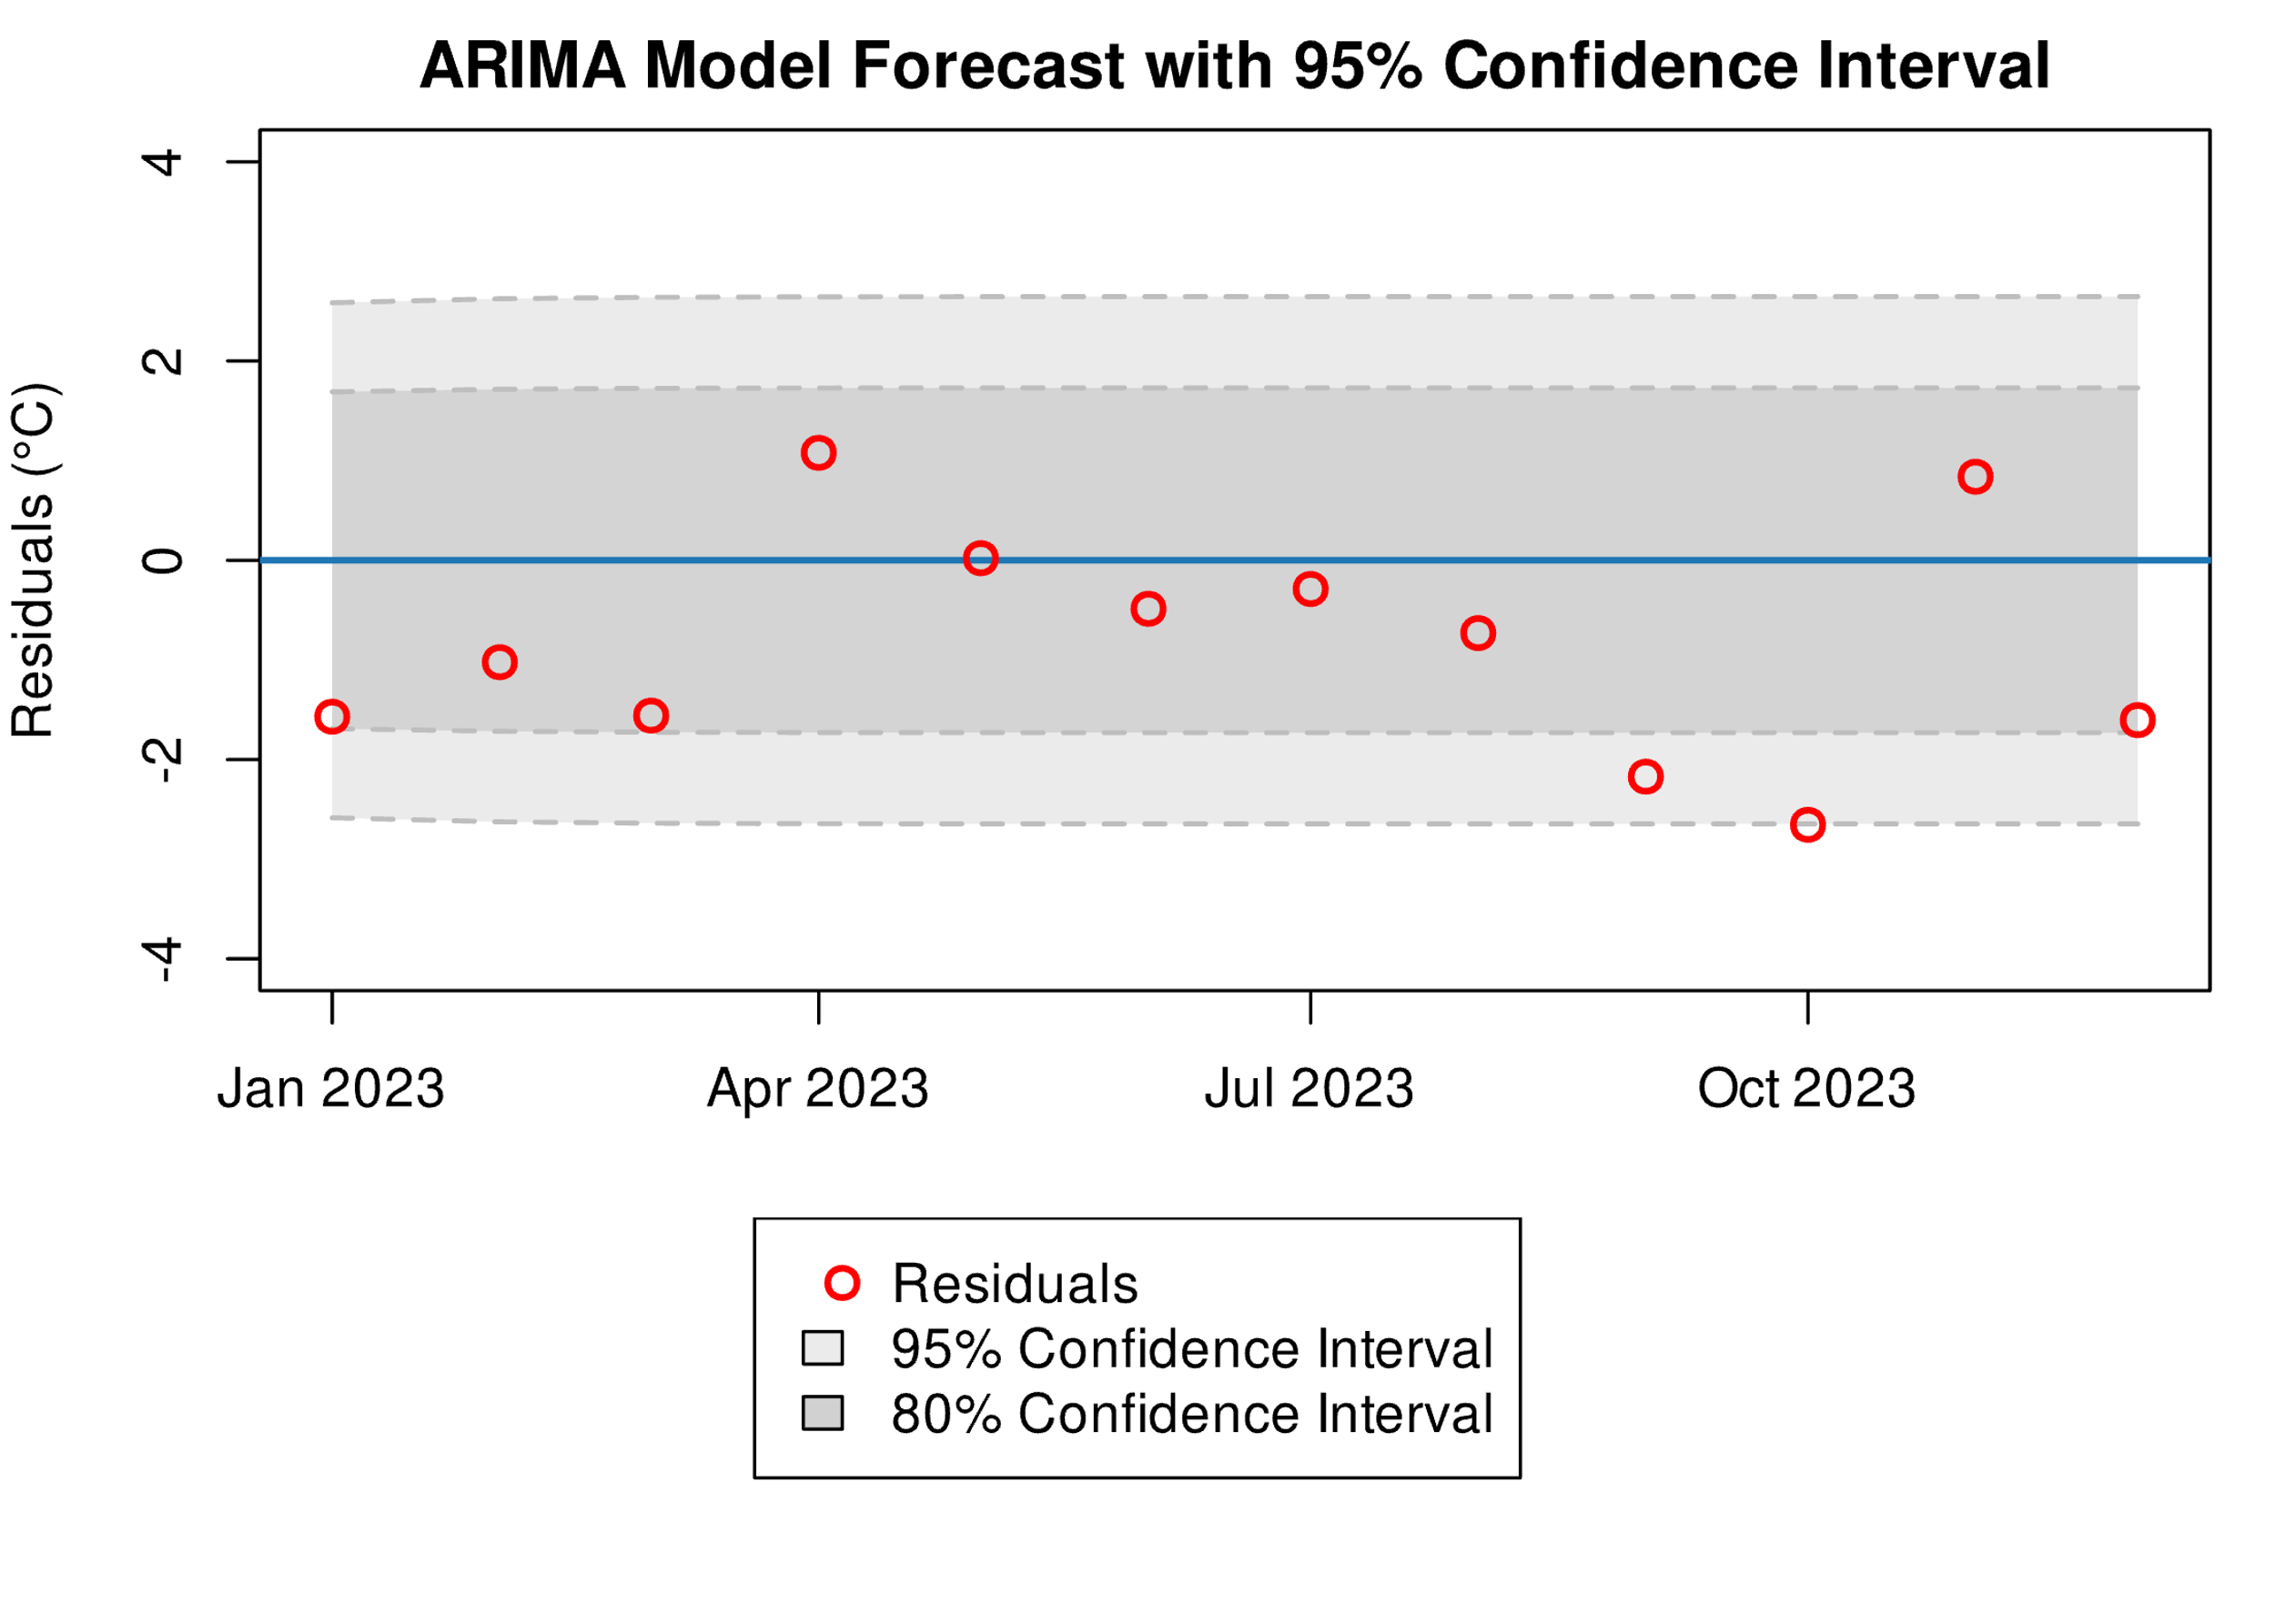 ARIMA Model Forecast with 95% Confidence Interval
Residuals (°C)
4
2
0
-2
-4
Jan 2023
Apr 2023
Jul 2023
Oct 2023
Residuals
95% Confidence Interval
80% Confidence Interval